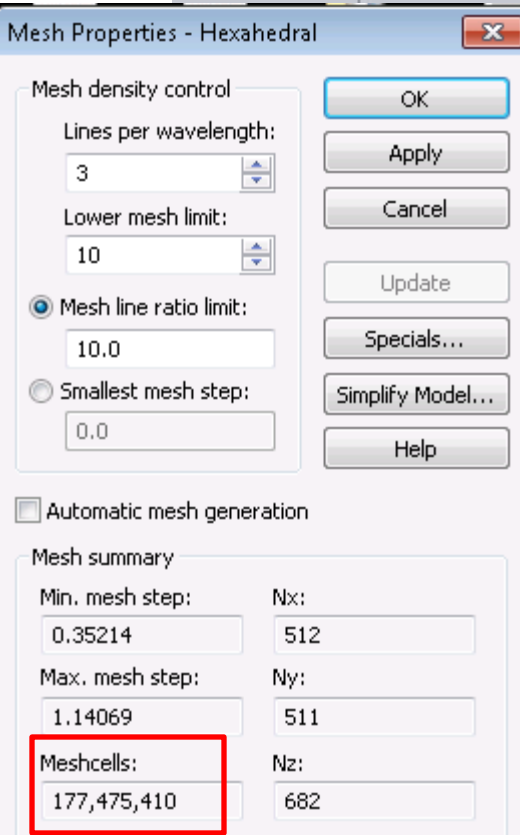 Mesh Properties - Hexahedral
Mesh density control
Lines per wavelength:
3
Lower mesh limit:
10
Mesh line ratio limit:
10.0
Smallest mesh step:
0.0
OK
Apply
Cancel
Update
Specials...
Simplify Model...
Help
Automatic mesh generation
Mesh summary
Min. mesh step: Nx:
0.35214 512
Max. mesh step: Ny:
1.14069 511
Meshcells: Nz:
177,475,410 682